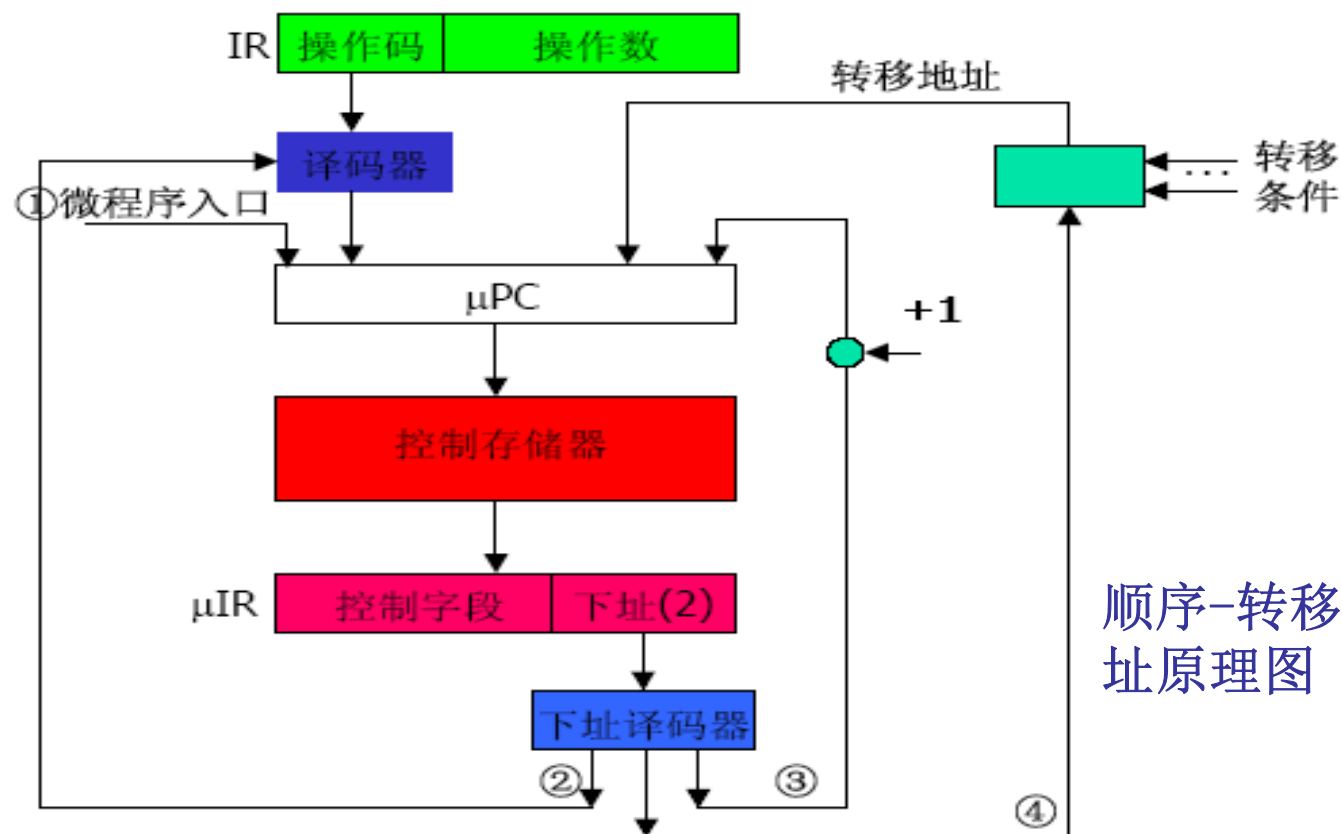 IR 操作码 操作数
转移地址
译码器
转移
条件
...
①微程序入口
μPC
+1
控制存储器
μIR 控制字段 下址(2)
顺序-转移
址原理图
下址译码器
② ③ ④